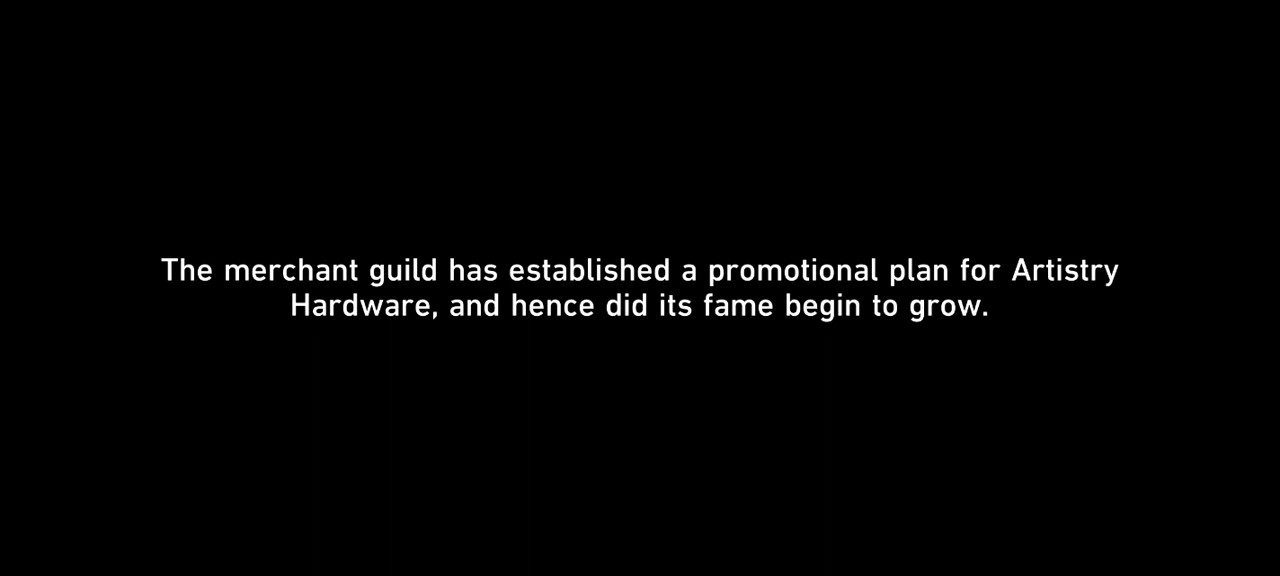 The merchant guild has established a promotional plan for Artistry
Hardware, and hence did its fame begin to grow.